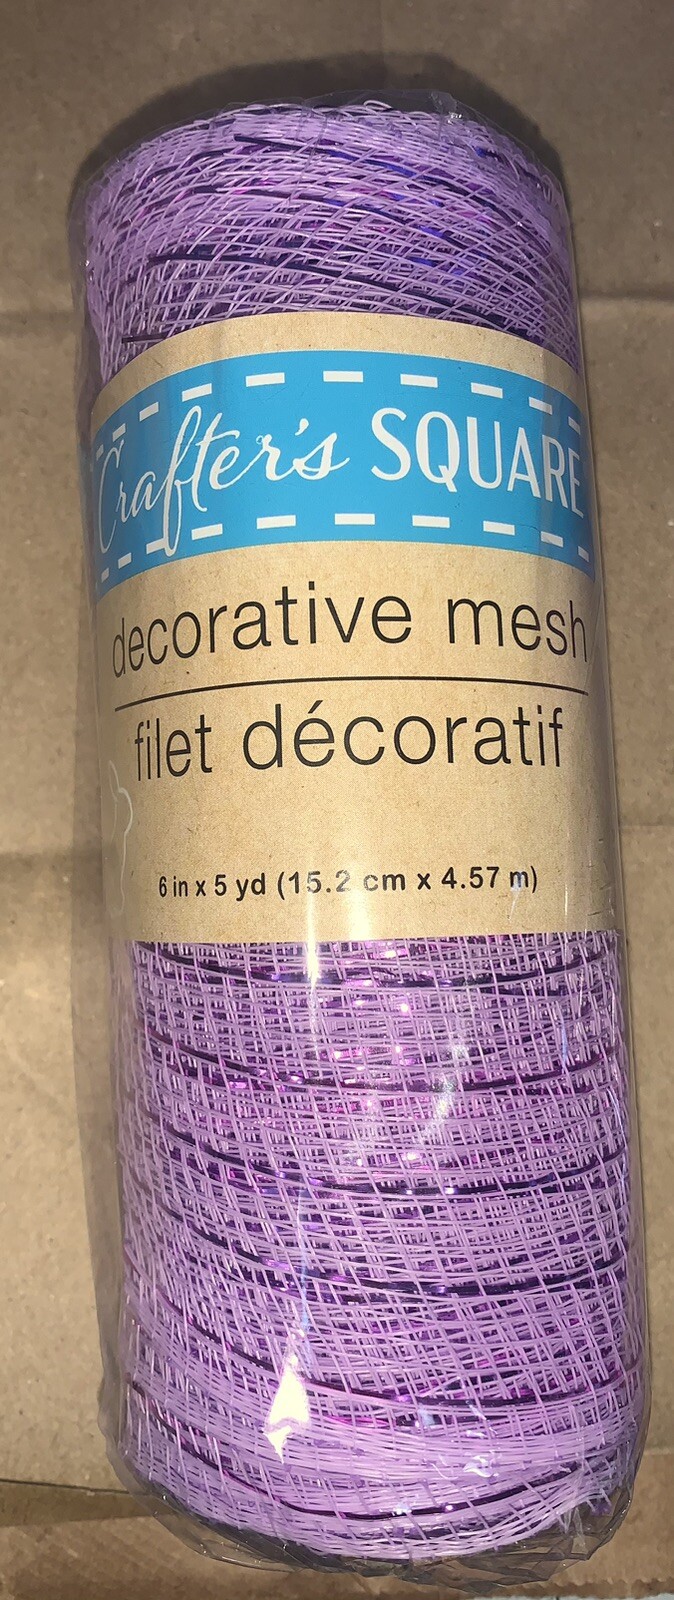 Crafter's SQUARE
decorative mesh
filet décoratif
6 in x 5 yd (15.2 cm x 4.57 m)